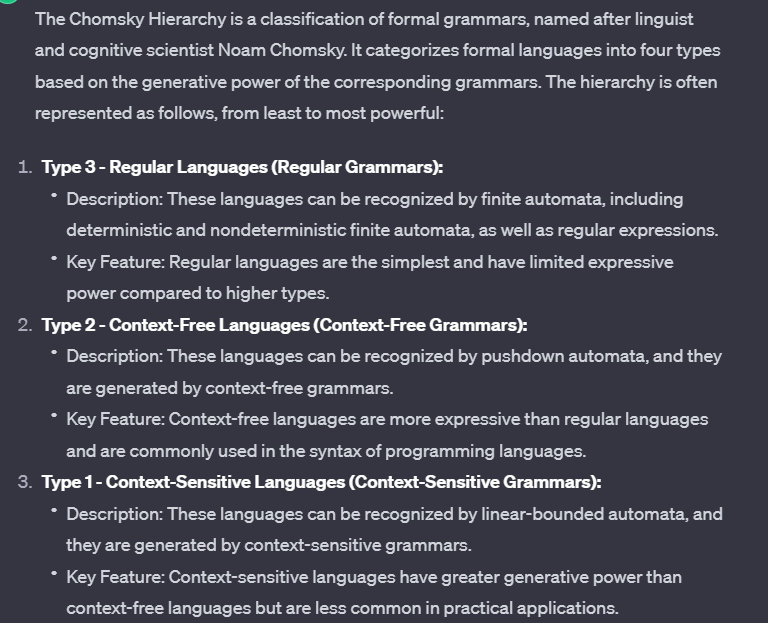 The Chomsky Hierarchy is a classification of formal grammars, named after linguist
and cognitive scientist Noam Chomsky. It categorizes formal languages into four types
based on the generative power of the corresponding grammars. The hierarchy is often
represented as follows, from least to most powerful:
1. Type 3 - Regular Languages (Regular Grammars):
• Description: These languages can be recognized by finite automata, including
deterministic and nondeterministic finite automata, as well as regular expressions.
• Key Feature: Regular languages are the simplest and have limited expressive
power compared to higher types.
2. Type 2 - Context-Free Languages (Context-Free Grammars):
• Description: These languages can be recognized by pushdown automata, and they
are generated by context-free grammars.
• Key Feature: Context-free languages are more expressive than regular languages
and are commonly used in the syntax of programming languages.
3. Type 1 - Context-Sensitive Languages (Context-Sensitive Grammars):
• Description: These languages can be recognized by linear-bounded automata, and
they are generated by context-sensitive grammars.
• Key Feature: Context-sensitive languages have greater generative power than
context-free languages but are less common in practical applications.